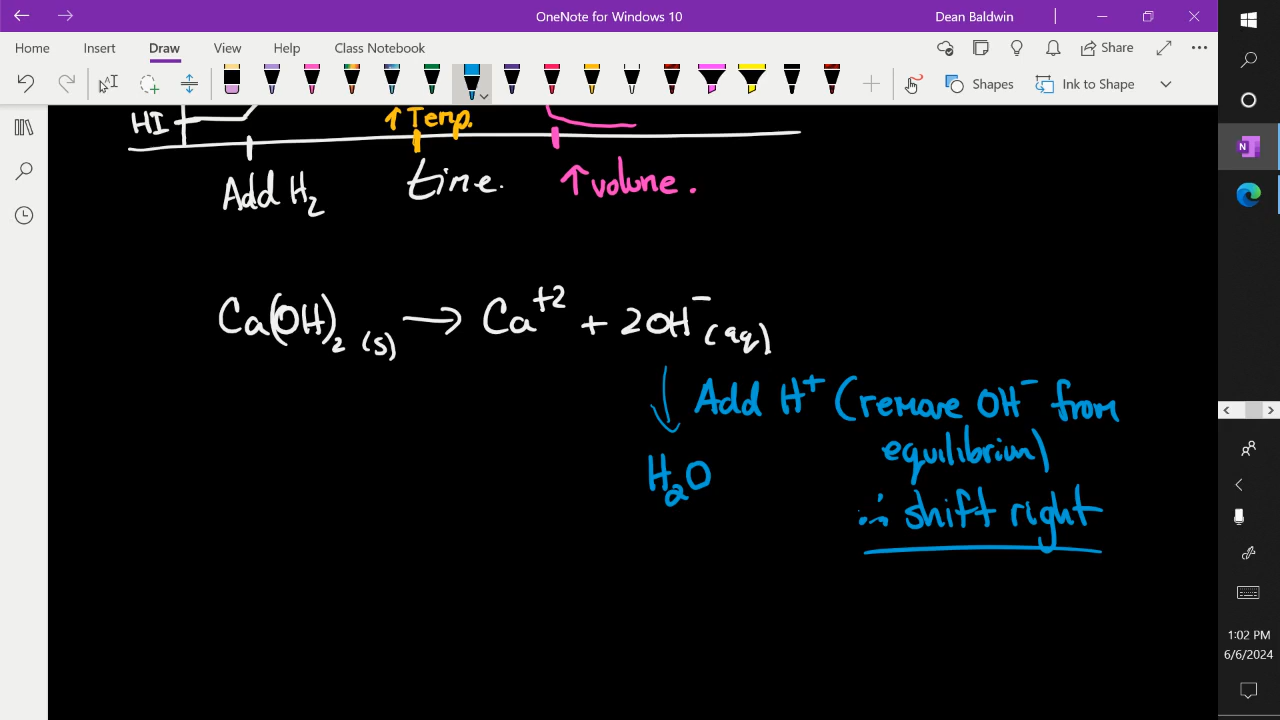 OneNote for Windows 10
Dean Baldwin
Home Insert Draw View Help Class Notebook
Share
Shapes
Ink to Shape
HI
↑ Temp.
Add H₂
time.
↑ volume.
Ca(OH)₂ (s) → Ca⁺² + 2OH⁻ (aq)
↓ Add H⁺ (remove OH⁻ from
equilibrium)
H₂O
∴ shift right
1:02 PM
6/6/2024